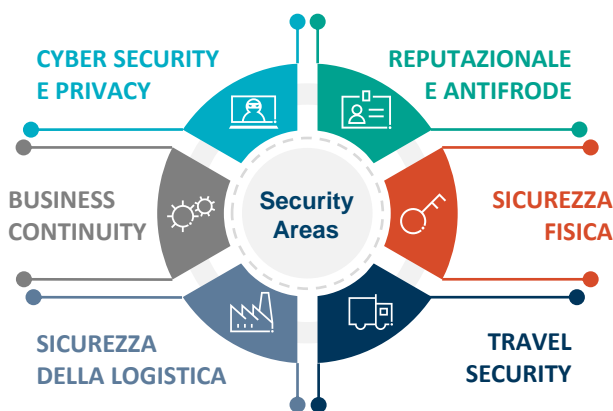 CYBER SECURITY
E PRIVACY
REPUTAZIONALE
E ANTIFRODE
BUSINESS
CONTINUITY
Security
Areas
SICUREZZA
FISICA
SICUREZZA
DELLA LOGISTICA
TRAVEL
SECURITY